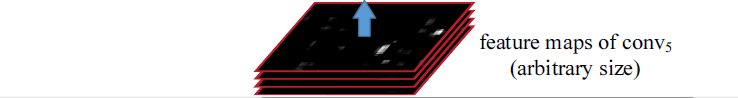 feature maps of conv₅
(arbitrary size)